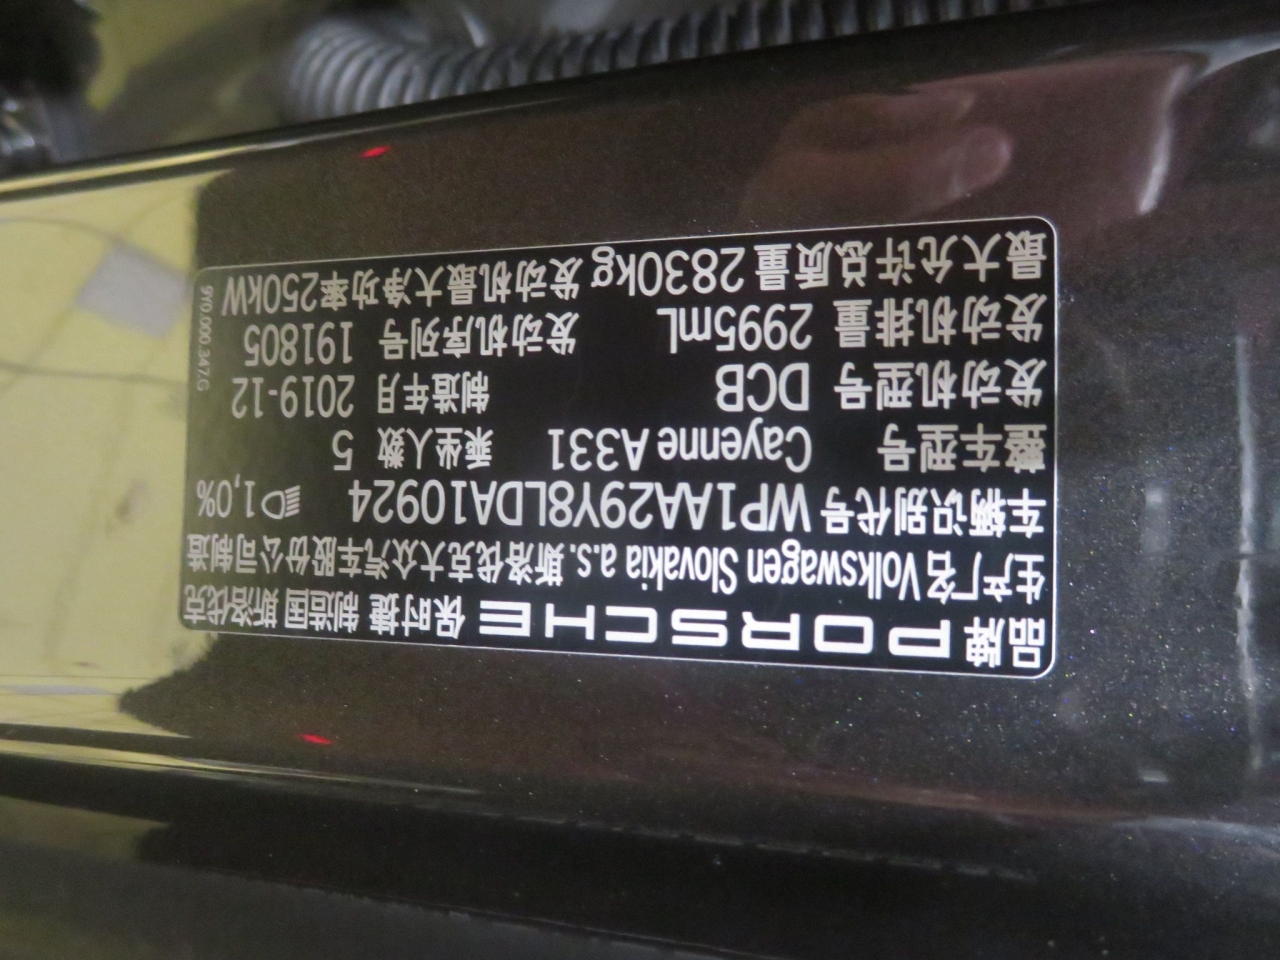 品牌 PORSCHE 保时捷 制造国 斯洛伐克
生产厂名 Volkswagen Slovakia a.s. 斯洛伐克大众汽车股份公司制造
车辆识别代号 WP1AA29Y8LDA10924 1,0%
整车型号 Cayenne A331 乘坐人数 5
发动机型号 DCB 制造年月 2019-12
发动机排量 2995mL 发动机序列号 191805
最大允许总质量 2830kg 发动机最大净功率 250kW
9Y0.000.347.G